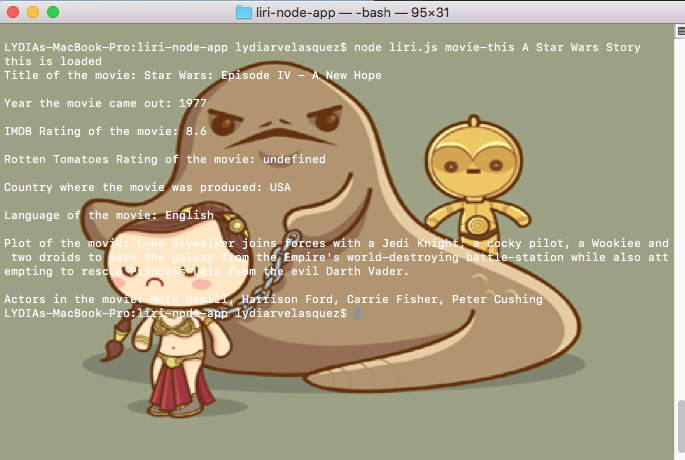 liri-node-app — -bash — 95×31
LYDIAs-MacBook-Pro:liri-node-app lydiarvelasquez$ node liri.js movie-this A Star Wars Story
this is loaded
Title of the movie: Star Wars: Episode IV - A New Hope
Year the movie came out: 1977
IMDB Rating of the movie: 8.6
Rotten Tomatoes Rating of the movie: undefined
Country where the movie was produced: USA
Language of the movie: English
Plot of the movie: Luke Skywalker joins forces with a Jedi Knight, a cocky pilot, a Wookiee and
two droids to save the galaxy from the Empire's world-destroying battle-station while also att
empting to rescue Princess Leia from the evil Darth Vader.
Actors in the movie: Mark Hamill, Harrison Ford, Carrie Fisher, Peter Cushing
LYDIAs-MacBook-Pro:liri-node-app lydiarvelasquez$